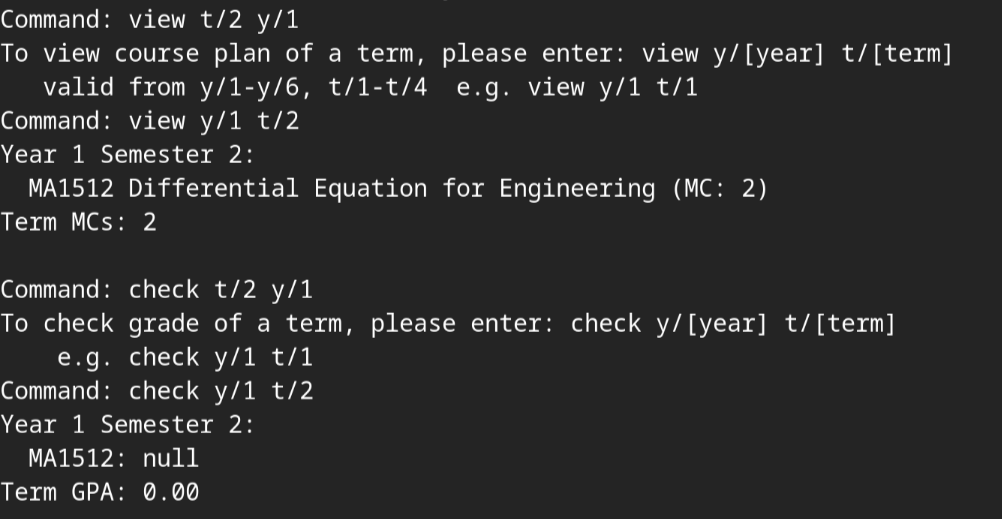 Command: view t/2 y/1
To view course plan of a term, please enter: view y/[year] t/[term]
   valid from y/1-y/6, t/1-t/4  e.g. view y/1 t/1
Command: view y/1 t/2
Year 1 Semester 2:
  MA1512 Differential Equation for Engineering (MC: 2)
Term MCs: 2

Command: check t/2 y/1
To check grade of a term, please enter: check y/[year] t/[term]
    e.g. check y/1 t/1
Command: check y/1 t/2
Year 1 Semester 2:
  MA1512: null
Term GPA: 0.00